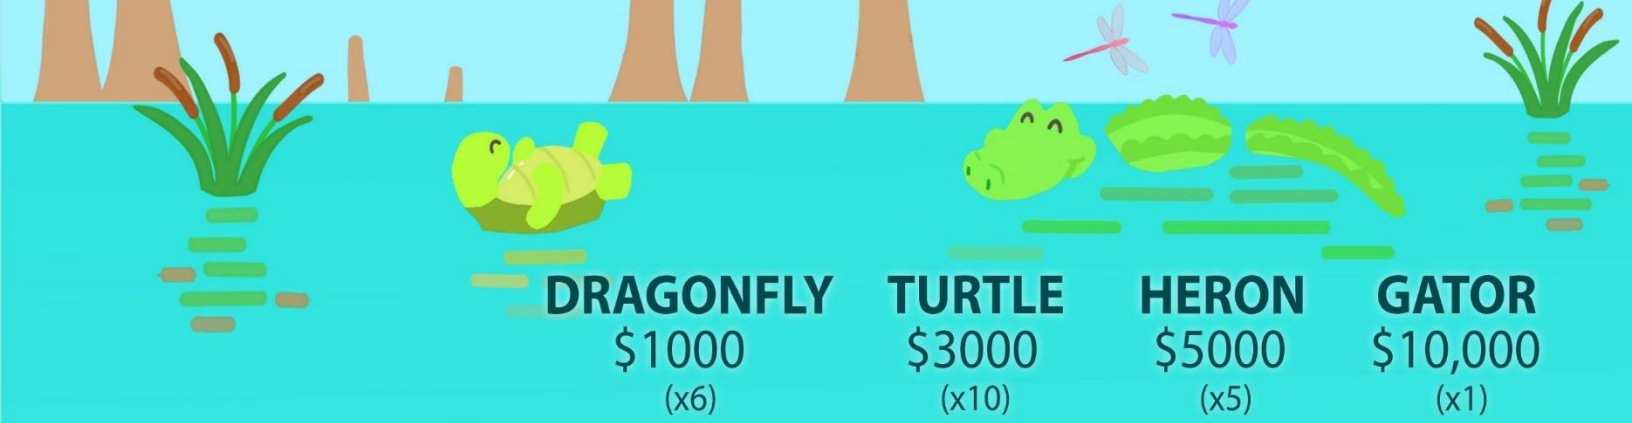 DRAGONFLY TURTLE HERON GATOR
$1000 $3000 $5000 $10,000
(x6) (x10) (x5) (x1)